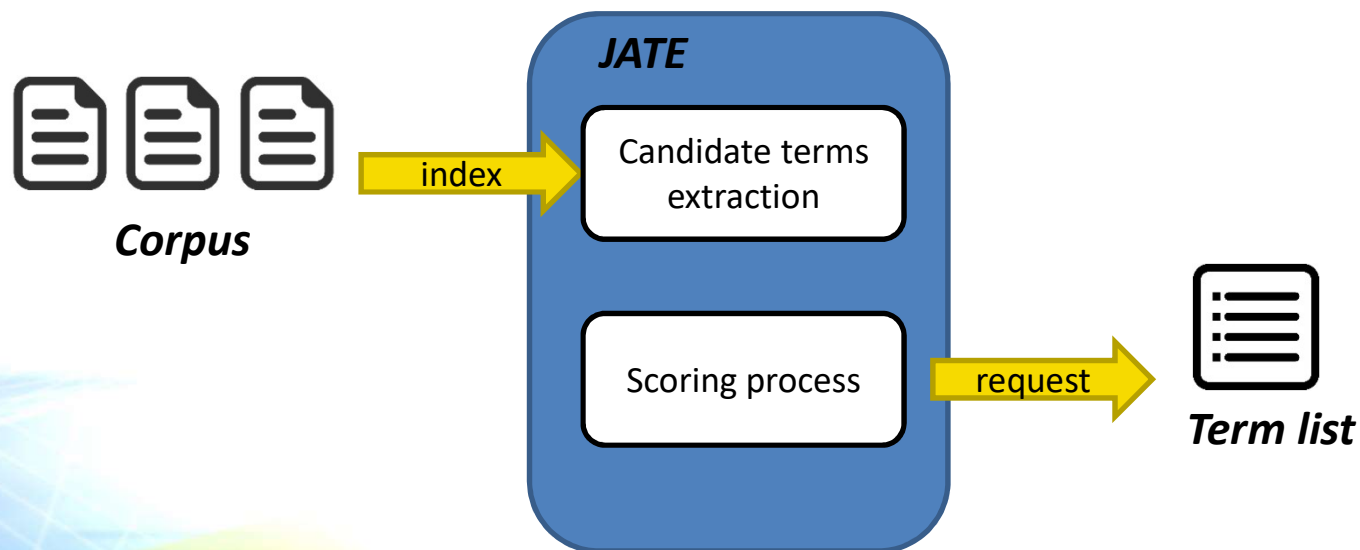 JATE
Candidate terms
extraction
index
Corpus
Scoring process
request
Term list